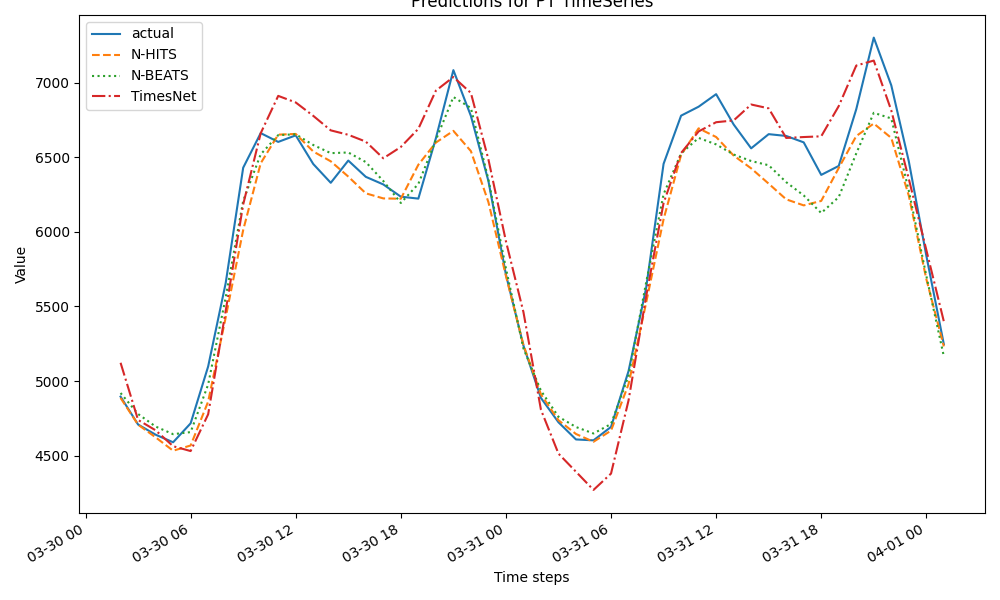 Predictions for PT TimeSeries
actual
N-HITS
N-BEATS
TimesNet
7000
6500
6000
5500
5000
4500
Value
03-30 00
03-30 06
03-30 12
03-30 18
03-31 00
03-31 06
03-31 12
03-31 18
04-01 00
Time steps